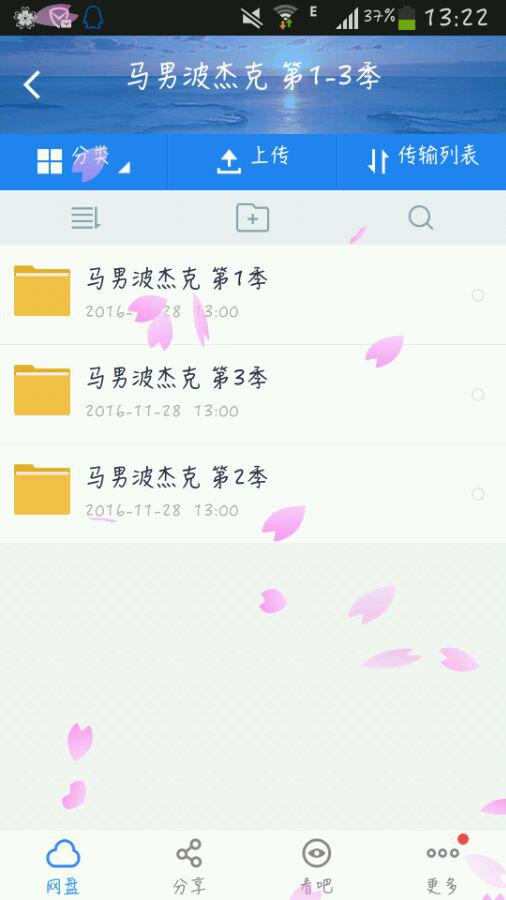 E 37% 13:22
马男波杰克 第1-3季
分类 上传 传输列表
马男波杰克 第1季
2016-11-28 13:00
马男波杰克 第3季
2016-11-28 13:00
马男波杰克 第2季
2016-11-28 13:00
网盘 分享 看吧 更多